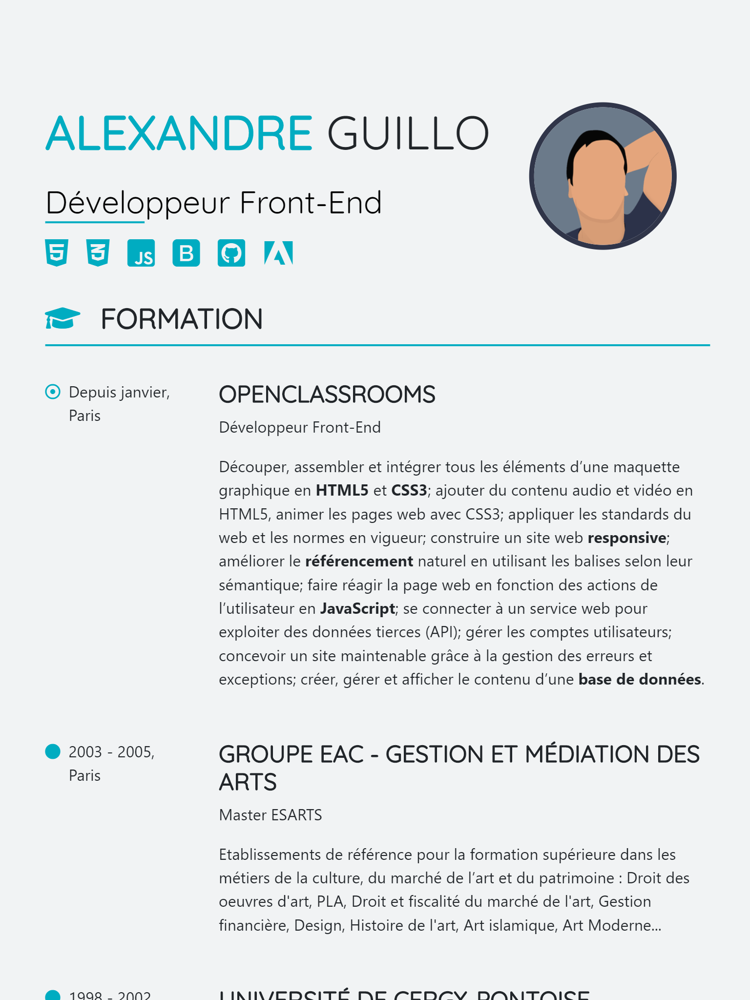 ALEXANDRE GUILLO
Développeur Front-End
JS B
FORMATION
Depuis janvier,
Paris
OPENCLASSROOMS
Développeur Front-End
Découper, assembler et intégrer tous les éléments d’une maquette
graphique en HTML5 et CSS3; ajouter du contenu audio et vidéo en
HTML5, animer les pages web avec CSS3; appliquer les standards du
web et les normes en vigueur; construire un site web responsive;
améliorer le référencement naturel en utilisant les balises selon leur
sémantique; faire réagir la page web en fonction des actions de
l’utilisateur en JavaScript; se connecter à un service web pour
exploiter des données tierces (API); gérer les comptes utilisateurs;
concevoir un site maintenable grâce à la gestion des erreurs et
exceptions; créer, gérer et afficher le contenu d’une base de données.
2003 - 2005,
Paris
GROUPE EAC - GESTION ET MÉDIATION DES
ARTS
Master ESARTS
Etablissements de référence pour la formation supérieure dans les
métiers de la culture, du marché de l’art et du patrimoine : Droit des
oeuvres d'art, PLA, Droit et fiscalité du marché de l'art, Gestion
financière, Design, Histoire de l'art, Art islamique, Art Moderne...
1998 - 2002
UNIVERSITÉ DE CERGY-PONTOISE